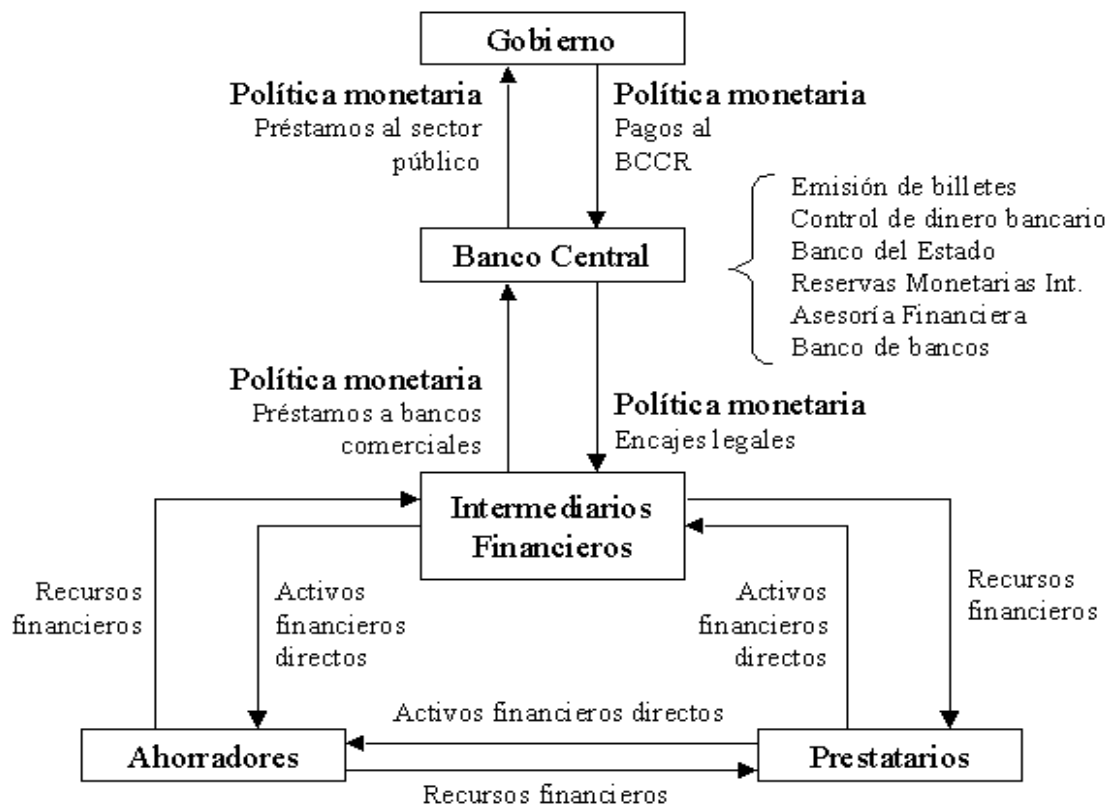 Gobierno
Política monetaria
Préstamos al sector
público
Política monetaria
Pagos al
BCCR
Banco Central
Emisión de billetes
Control de dinero bancario
Banco del Estado
Reservas Monetarias Int.
Asesoría Financiera
Banco de bancos
Política monetaria
Préstamos a bancos
comerciales
Política monetaria
Encajes legales
Intermediarios
Financieros
Recursos
financieros
Activos
financieros
directos
Activos
financieros
directos
Recursos
financieros
Ahorradores
Activos financieros directos
Prestatarios
Recursos financieros